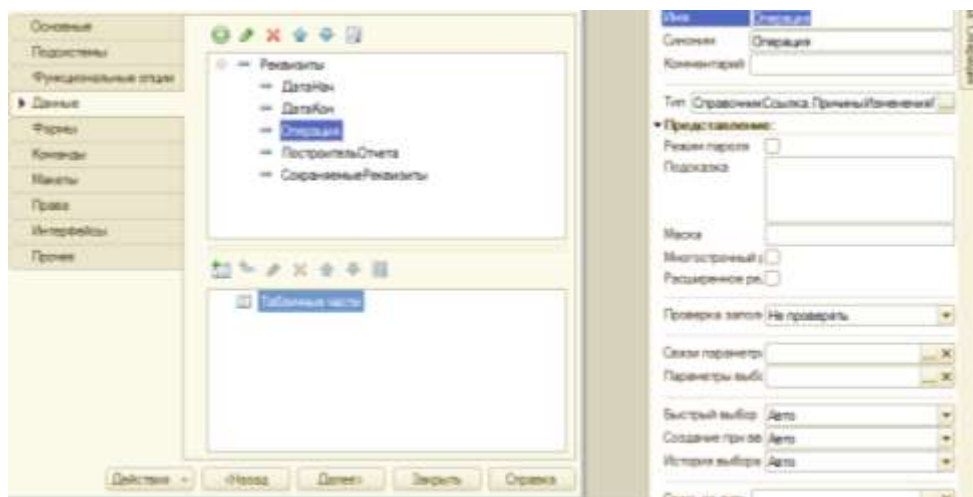 Основные
Подсистемы
Функциональные опции
Данные
Формы
Команды
Макеты
Права
Интерфейсы
Прочее
Реквизиты
ДатаНач
ДатаКон
Операция
ПостроительОтчета
СохраняемыеРеквизиты
Табличные части
Действия
<Назад
Далее>
Закрыть
Справка
Имя Операция
Синоним Операция
Комментарий
Тип СправочникСсылка.ПричиныИзменения
Представление:
Режим пароля
Подсказка
Маска
Многострочный р
Расширенное ре
Проверка запол Не проверять
Связи параметр
Параметры выбо
Быстрый выбор Авто
Создание при вв Авто
История выбора Авто